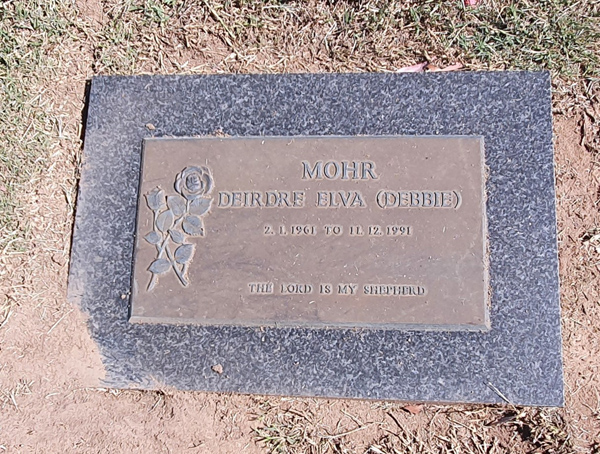 MOHR
DEIRDRE ELVA (DEBBIE)
2. 1. 1961 TO 11. 12. 1991
THE LORD IS MY SHEPHERD